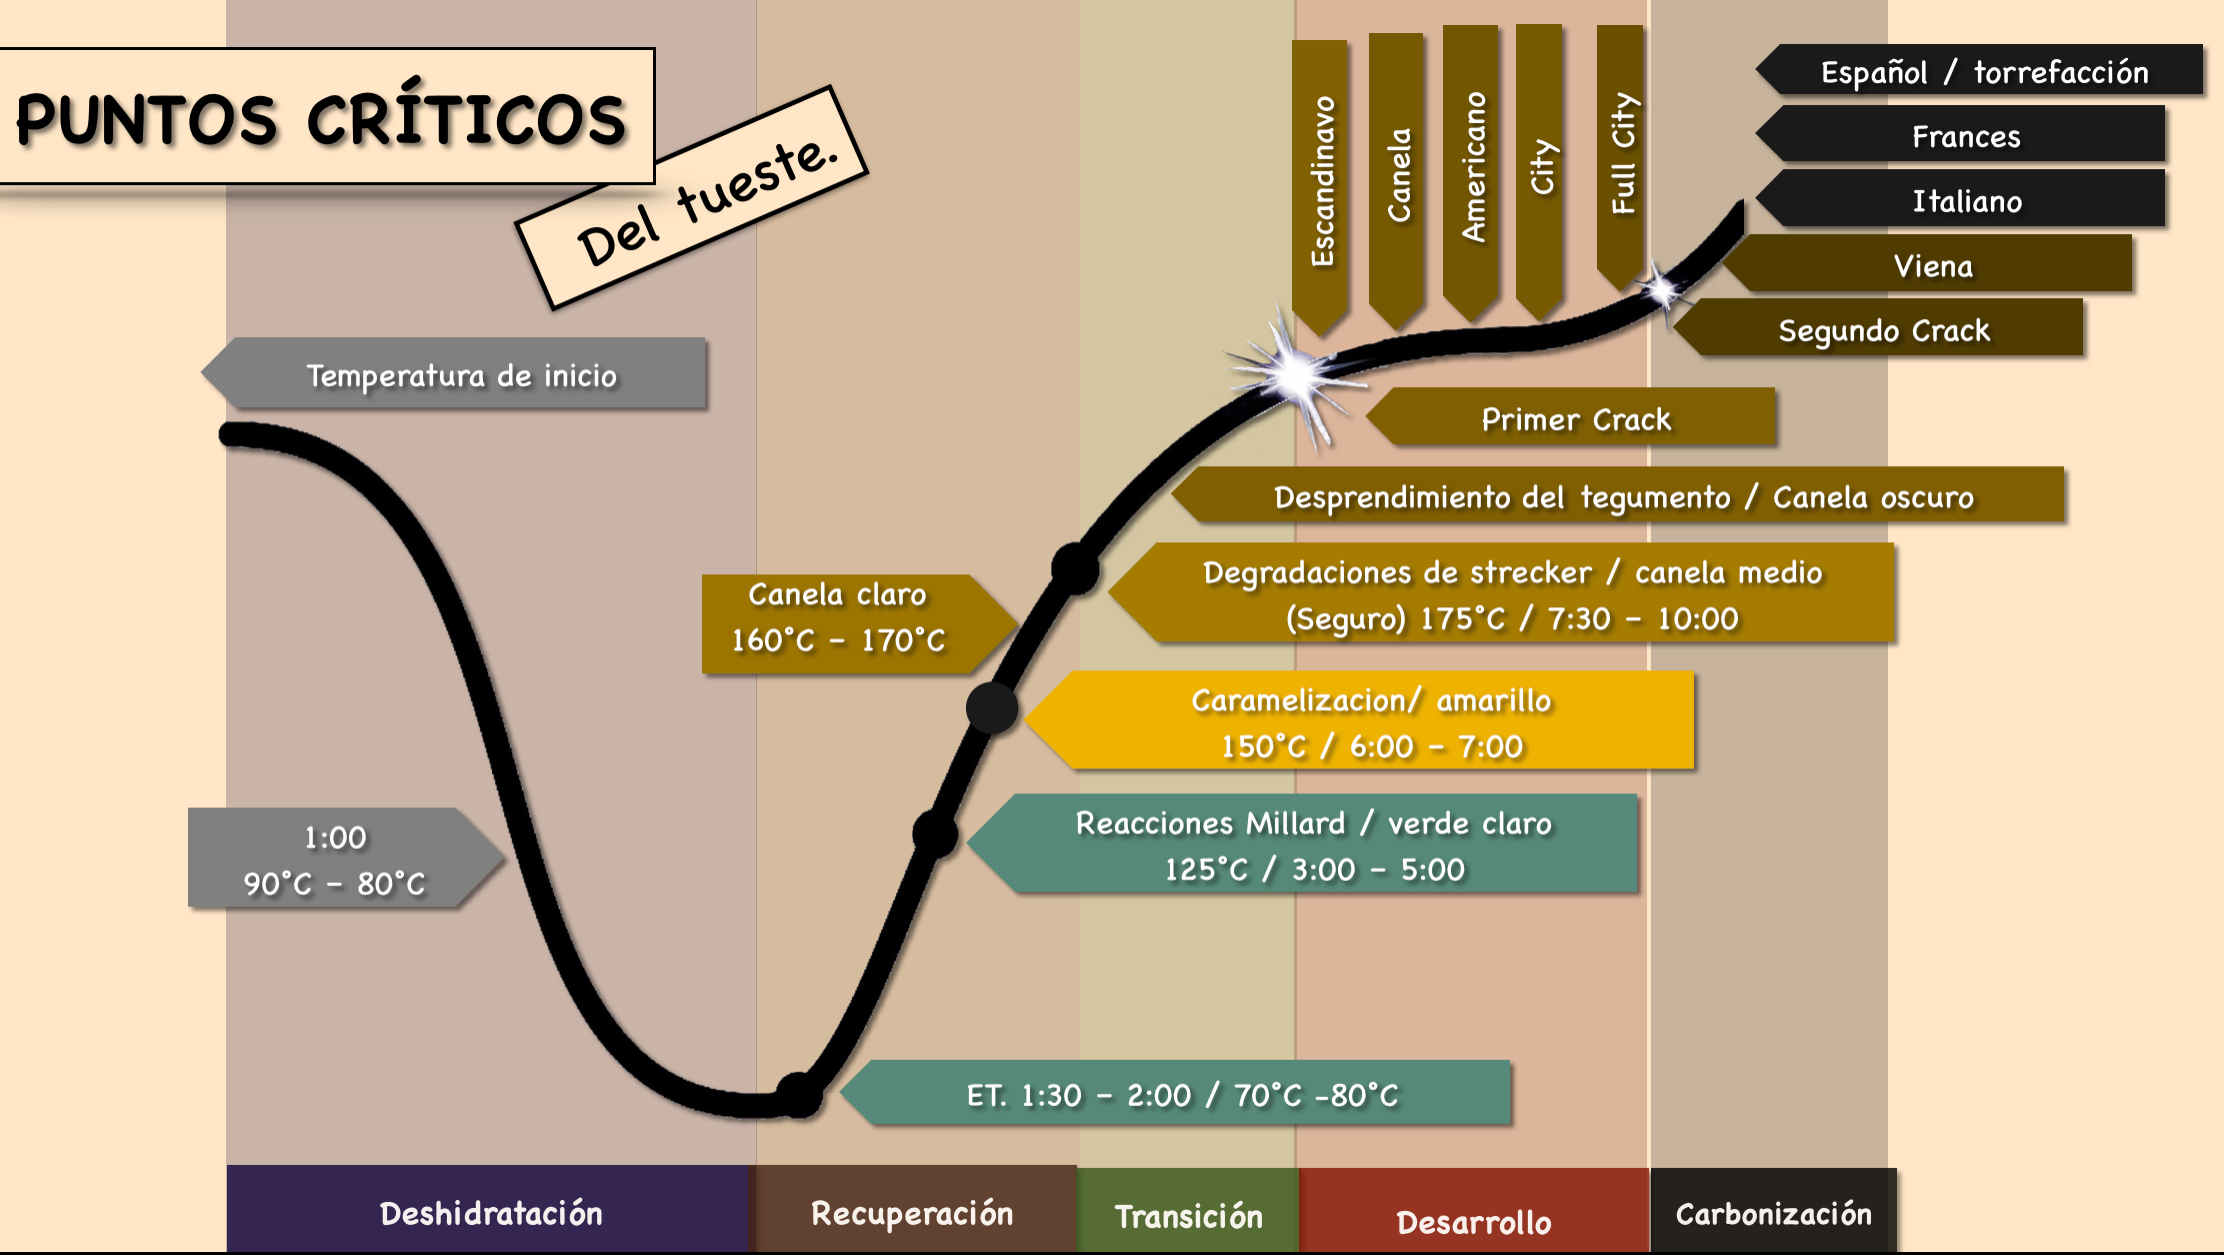 PUNTOS CRÍTICOS
Del tueste.
Escandinavo
Canela
Americano
City
Full City
Español / torrefacción
Frances
Italiano
Viena
Segundo Crack
Temperatura de inicio
Primer Crack
Desprendimiento del tegumento / Canela oscuro
Degradaciones de strecker / canela medio
(Seguro) 175°C / 7:30 – 10:00
Canela claro
160°C – 170°C
Caramelizacion/ amarillo
150°C / 6:00 – 7:00
Reacciones Millard / verde claro
125°C / 3:00 – 5:00
1:00
90°C – 80°C
ET. 1:30 – 2:00 / 70°C -80°C
Deshidratación
Recuperación
Transición
Desarrollo
Carbonización